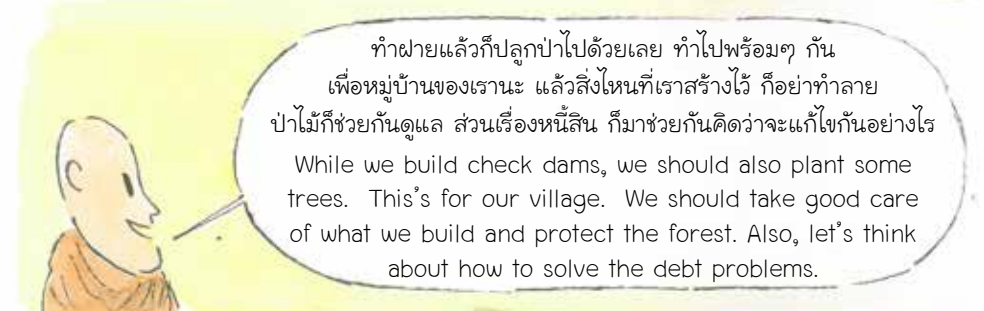 ทำฝายแล้วก็ปลูกป่าไปด้วยเลย ทำไปพร้อมๆ กัน
เพื่อหมู่บ้านของเรานะ แล้วสิ่งไหนที่เราสร้างไว้ ก็อย่าทำลาย
ป่าไม้ก็ช่วยกันดูแล ส่วนเรื่องหนี้สิน ก็มาช่วยกันคิดว่าจะแก้ไขกันอย่างไร
While we build check dams, we should also plant some
trees. This's for our village. We should take good care
of what we build and protect the forest. Also, let's think
about how to solve the debt problems.